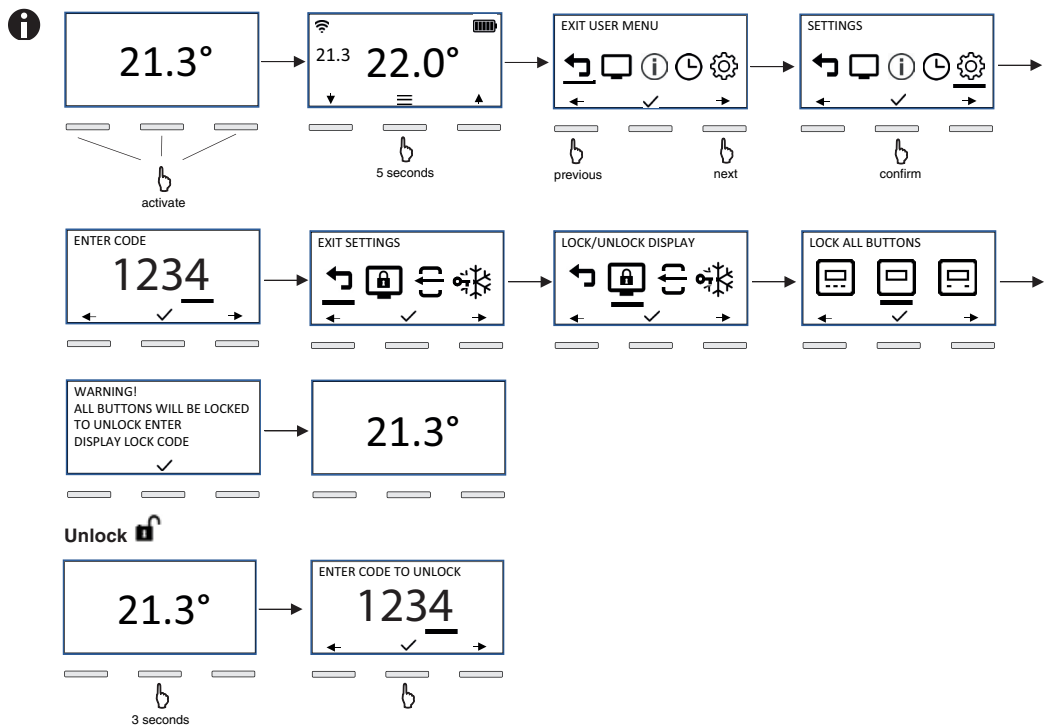 21.3°
21.3 22.0°
EXIT USER MENU
SETTINGS
activate
5 seconds
previous
next
confirm
ENTER CODE
1234
EXIT SETTINGS
LOCK/UNLOCK DISPLAY
LOCK ALL BUTTONS
WARNING!
ALL BUTTONS WILL BE LOCKED
TO UNLOCK ENTER
DISPLAY LOCK CODE
21.3°
Unlock
21.3°
3 seconds
ENTER CODE TO UNLOCK
1234